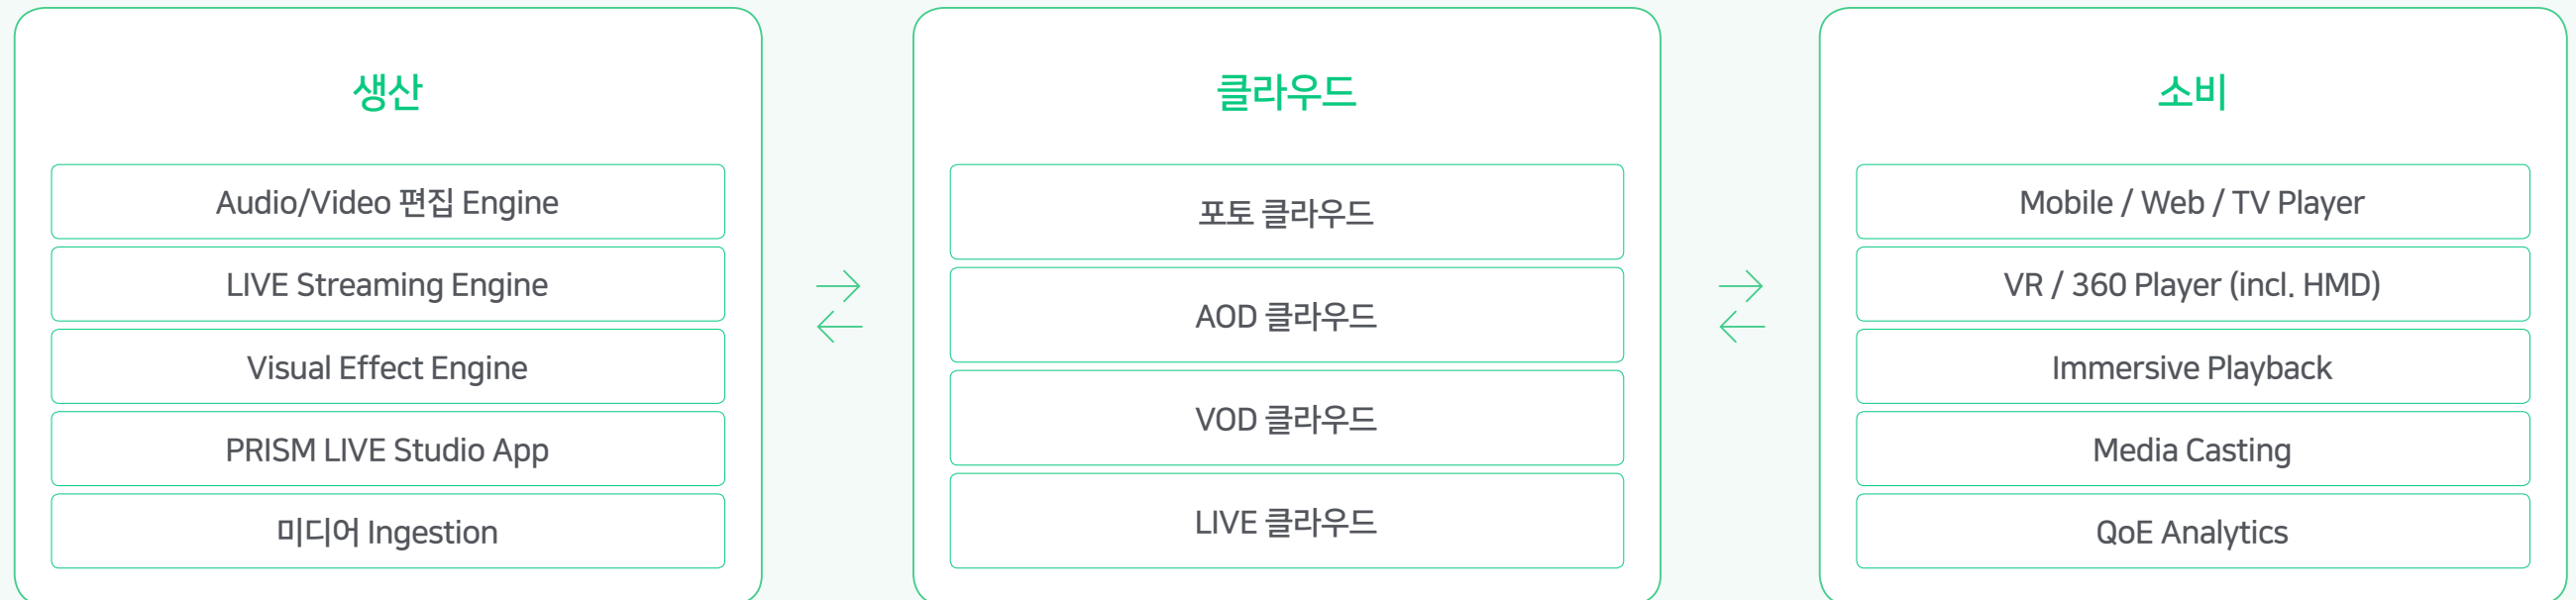 생산
Audio/Video 편집 Engine
LIVE Streaming Engine
Visual Effect Engine
PRISM LIVE Studio App
미디어 Ingestion
클라우드
포토 클라우드
AOD 클라우드
VOD 클라우드
LIVE 클라우드
소비
Mobile / Web / TV Player
VR / 360 Player (incl. HMD)
Immersive Playback
Media Casting
QoE Analytics